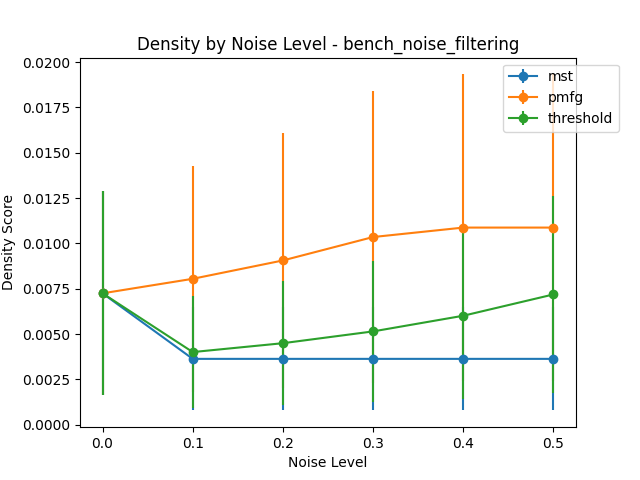 Density by Noise Level - bench_noise_filtering
mst
pmfg
threshold
0.0200
0.0175
0.0150
0.0125
0.0100
0.0075
0.0050
0.0025
0.0000
Density Score
0.0 0.1 0.2 0.3 0.4 0.5
Noise Level